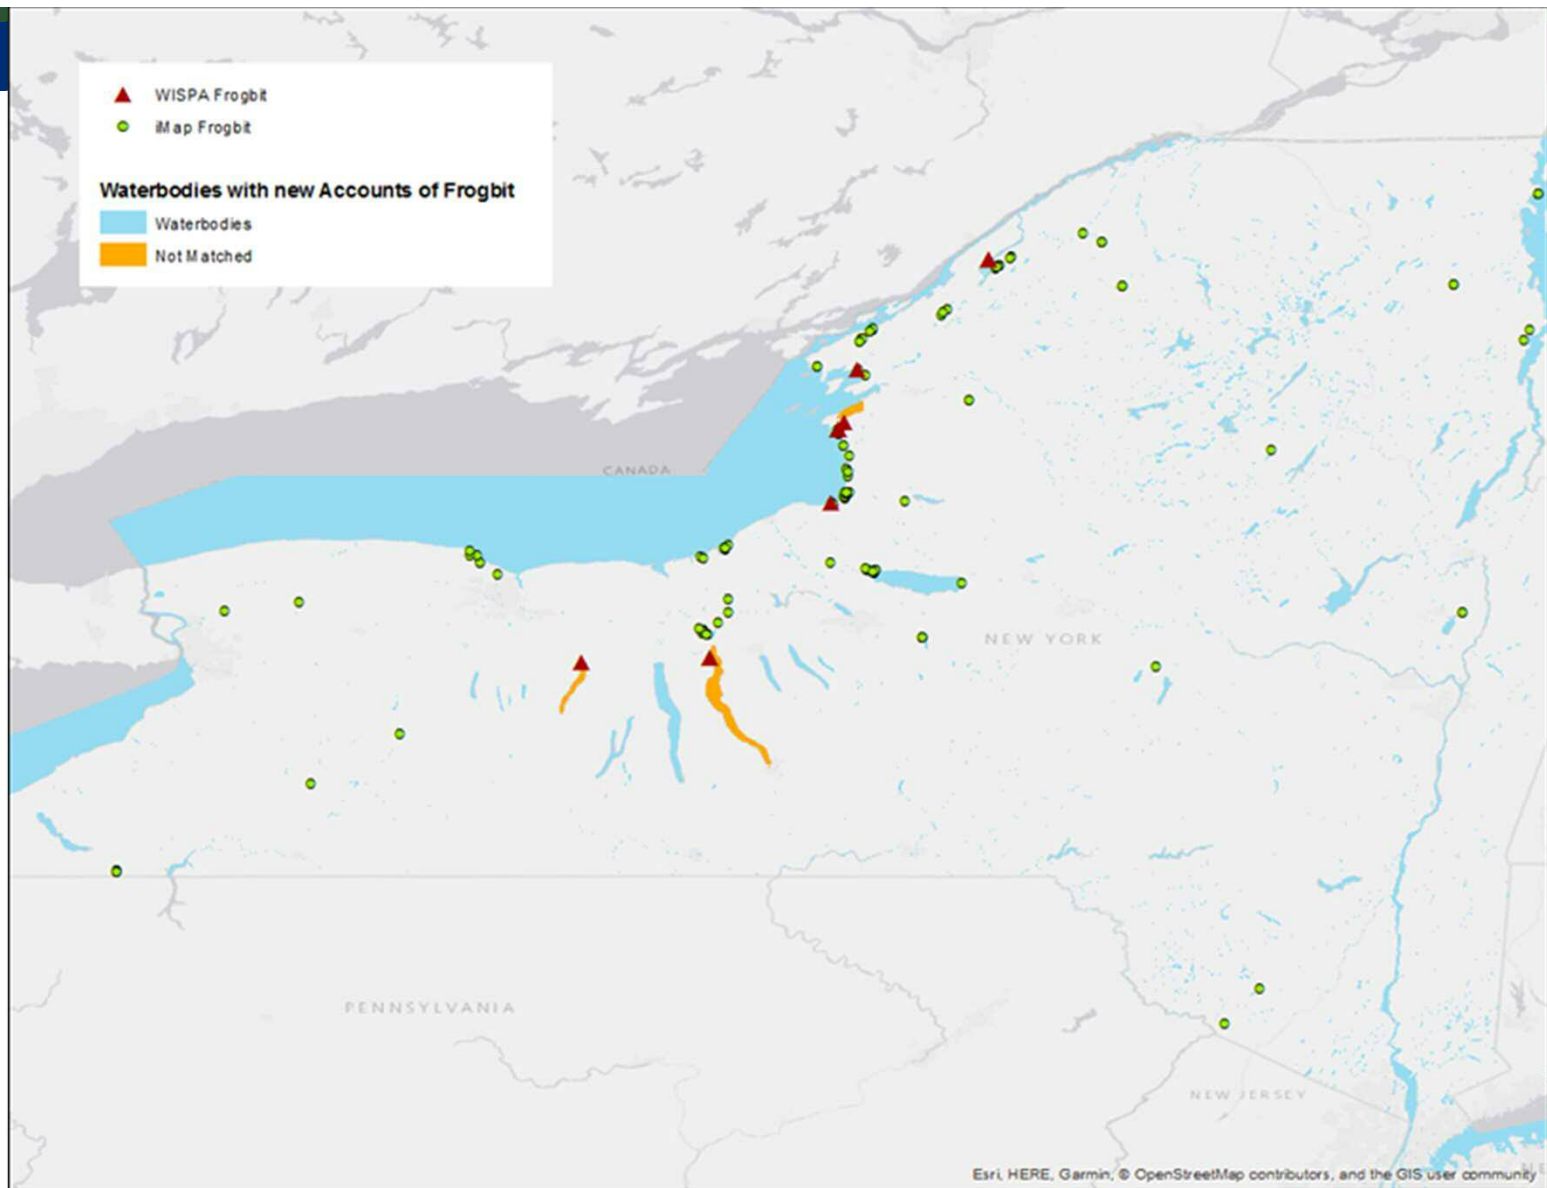 WISPA Frogbit
iMap Frogbit
Waterbodies with new Accounts of Frogbit
Waterbodies
Not Matched
CANADA
NEW YORK
PENNSYLVANIA
NEW JERSEY
Esri, HERE, Garmin, © OpenStreetMap contributors, and the GIS user community